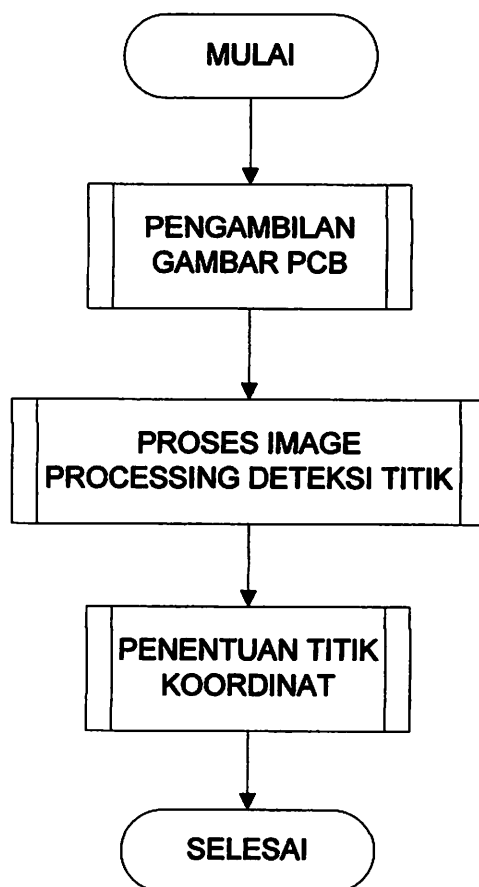 MULAI
PENGAMBILAN
GAMBAR PCB
PROSES IMAGE
PROCESSING DETEKSI TITIK
PENENTUAN TITIK
KOORDINAT
SELESAI